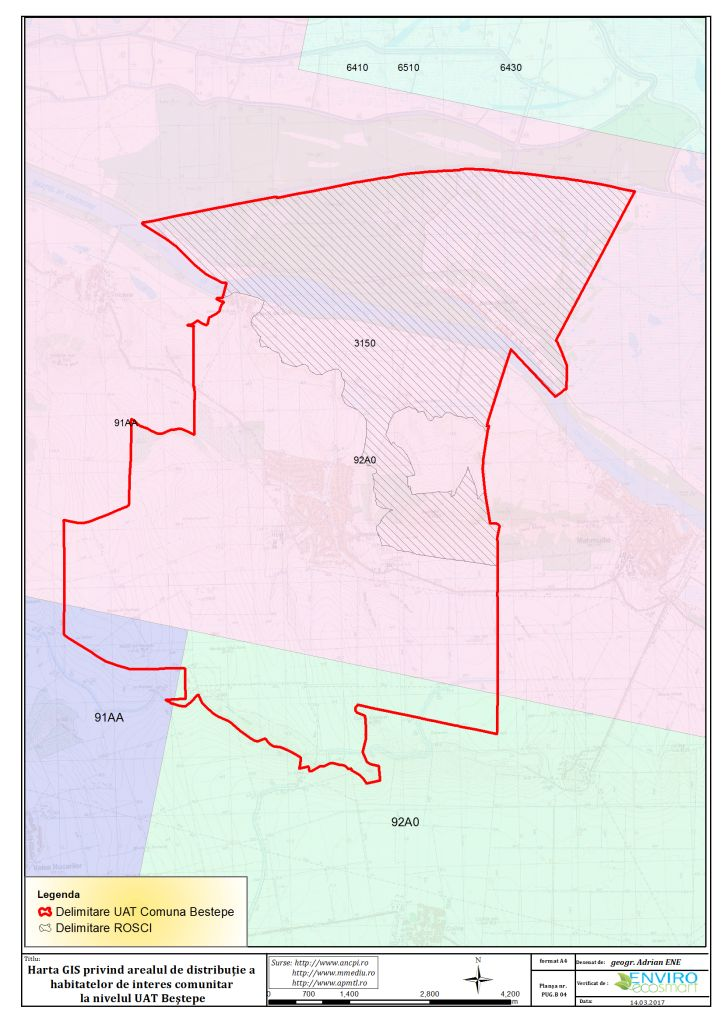 6410 6510 6430
3150
91AA
92A0
Mahmudia
91AA
92A0
Legenda
Delimitare UAT Comuna Bestepe
Delimitare ROSCI
Titlu:
Harta GIS privind arealul de distribuție a
habitatelor de interes comunitar
la nivelul UAT Beștepe
Surse: http://www.ancpi.ro
http://www.mmediu.ro
http://www.apmtl.ro
N
0 700 1,400 2,800 4,200
m
format A4
Planșa nr.
PUG.B 04
Desenat de: geogr. Adrian ENE
Verificat de :
ENVIRO
ecosmart
Data: 14.03.2017